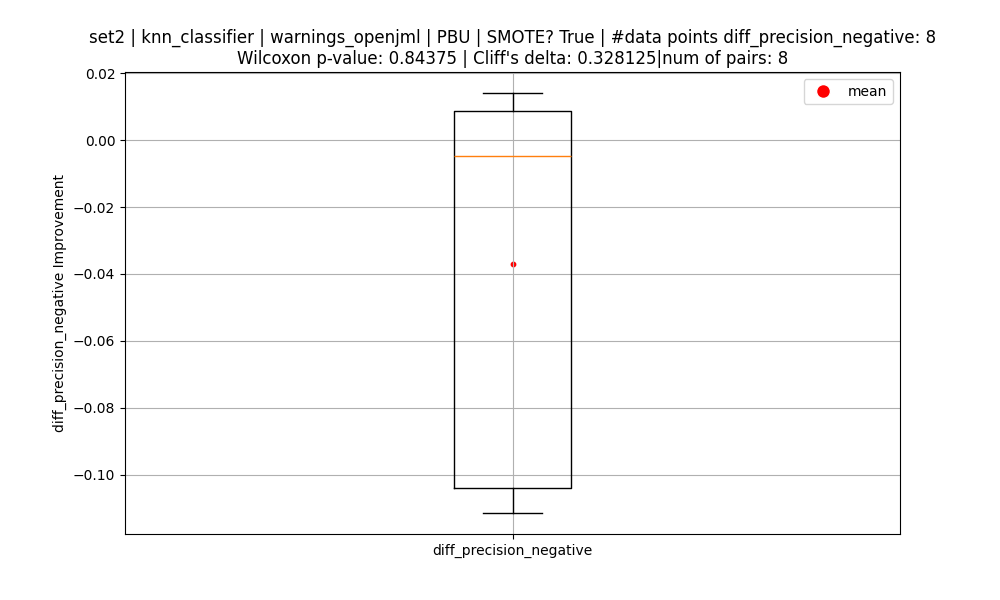 set2 | knn_classifier | warnings_openjml | PBU | SMOTE? True | #data points diff_precision_negative: 8
Wilcoxon p-value: 0.84375 | Cliff's delta: 0.328125|num of pairs: 8
mean
0.02
0.00
−0.02
−0.04
−0.06
−0.08
−0.10
diff_precision_negative Improvement
diff_precision_negative